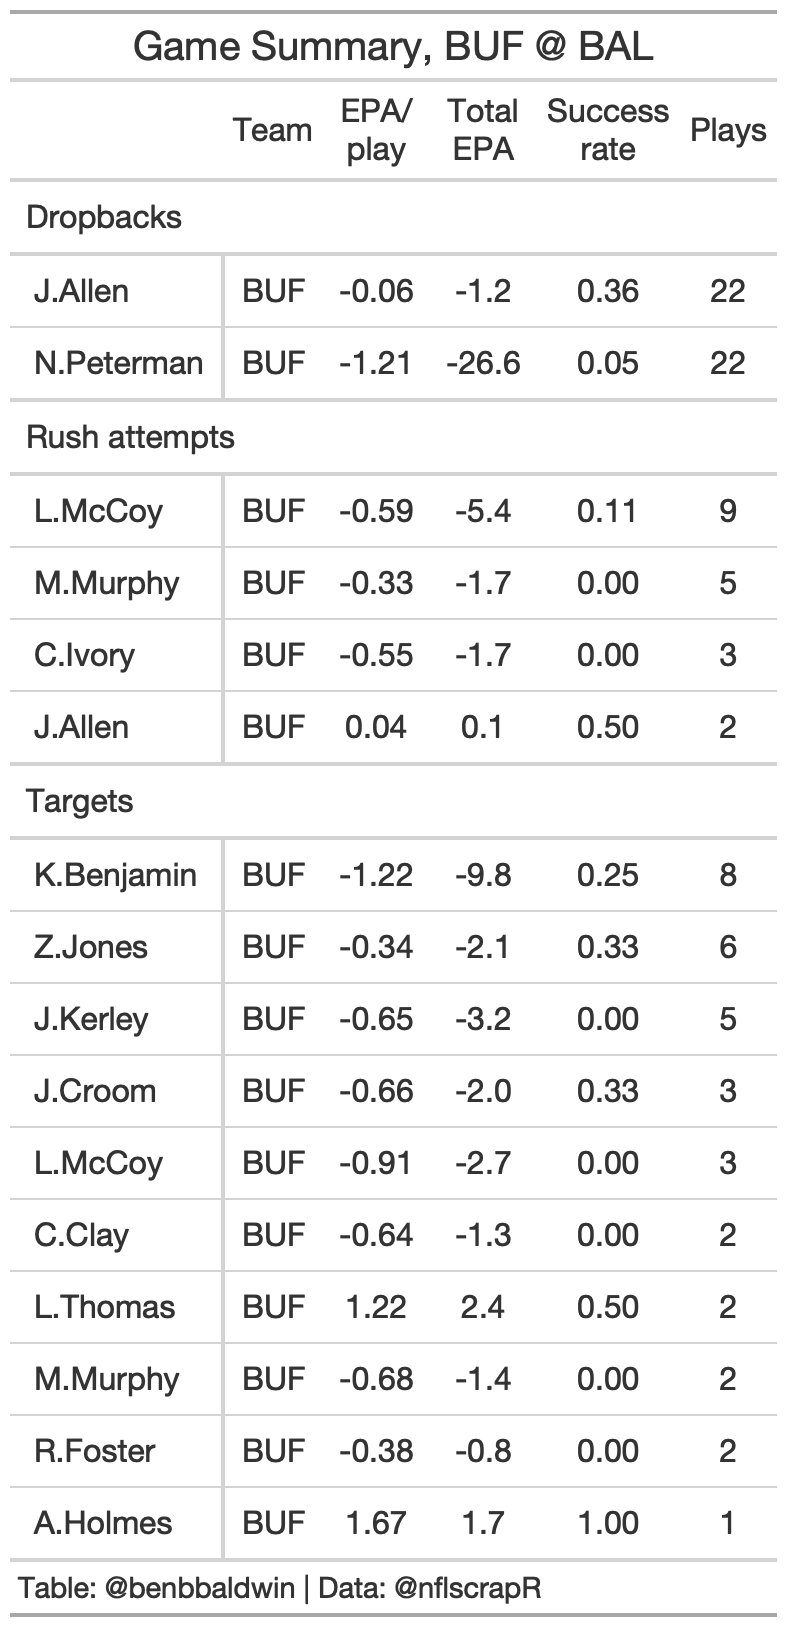 Game Summary, BUF @ BAL
Team EPA/play Total EPA Success rate Plays
Dropbacks
J.Allen BUF -0.06 -1.2 0.36 22
N.Peterman BUF -1.21 -26.6 0.05 22
Rush attempts
L.McCoy BUF -0.59 -5.4 0.11 9
M.Murphy BUF -0.33 -1.7 0.00 5
C.Ivory BUF -0.55 -1.7 0.00 3
J.Allen BUF 0.04 0.1 0.50 2
Targets
K.Benjamin BUF -1.22 -9.8 0.25 8
Z.Jones BUF -0.34 -2.1 0.33 6
J.Kerley BUF -0.65 -3.2 0.00 5
J.Croom BUF -0.66 -2.0 0.33 3
L.McCoy BUF -0.91 -2.7 0.00 3
C.Clay BUF -0.64 -1.3 0.00 2
L.Thomas BUF 1.22 2.4 0.50 2
M.Murphy BUF -0.68 -1.4 0.00 2
R.Foster BUF -0.38 -0.8 0.00 2
A.Holmes BUF 1.67 1.7 1.00 1
Table: @benbbaldwin | Data: @nflscrapR